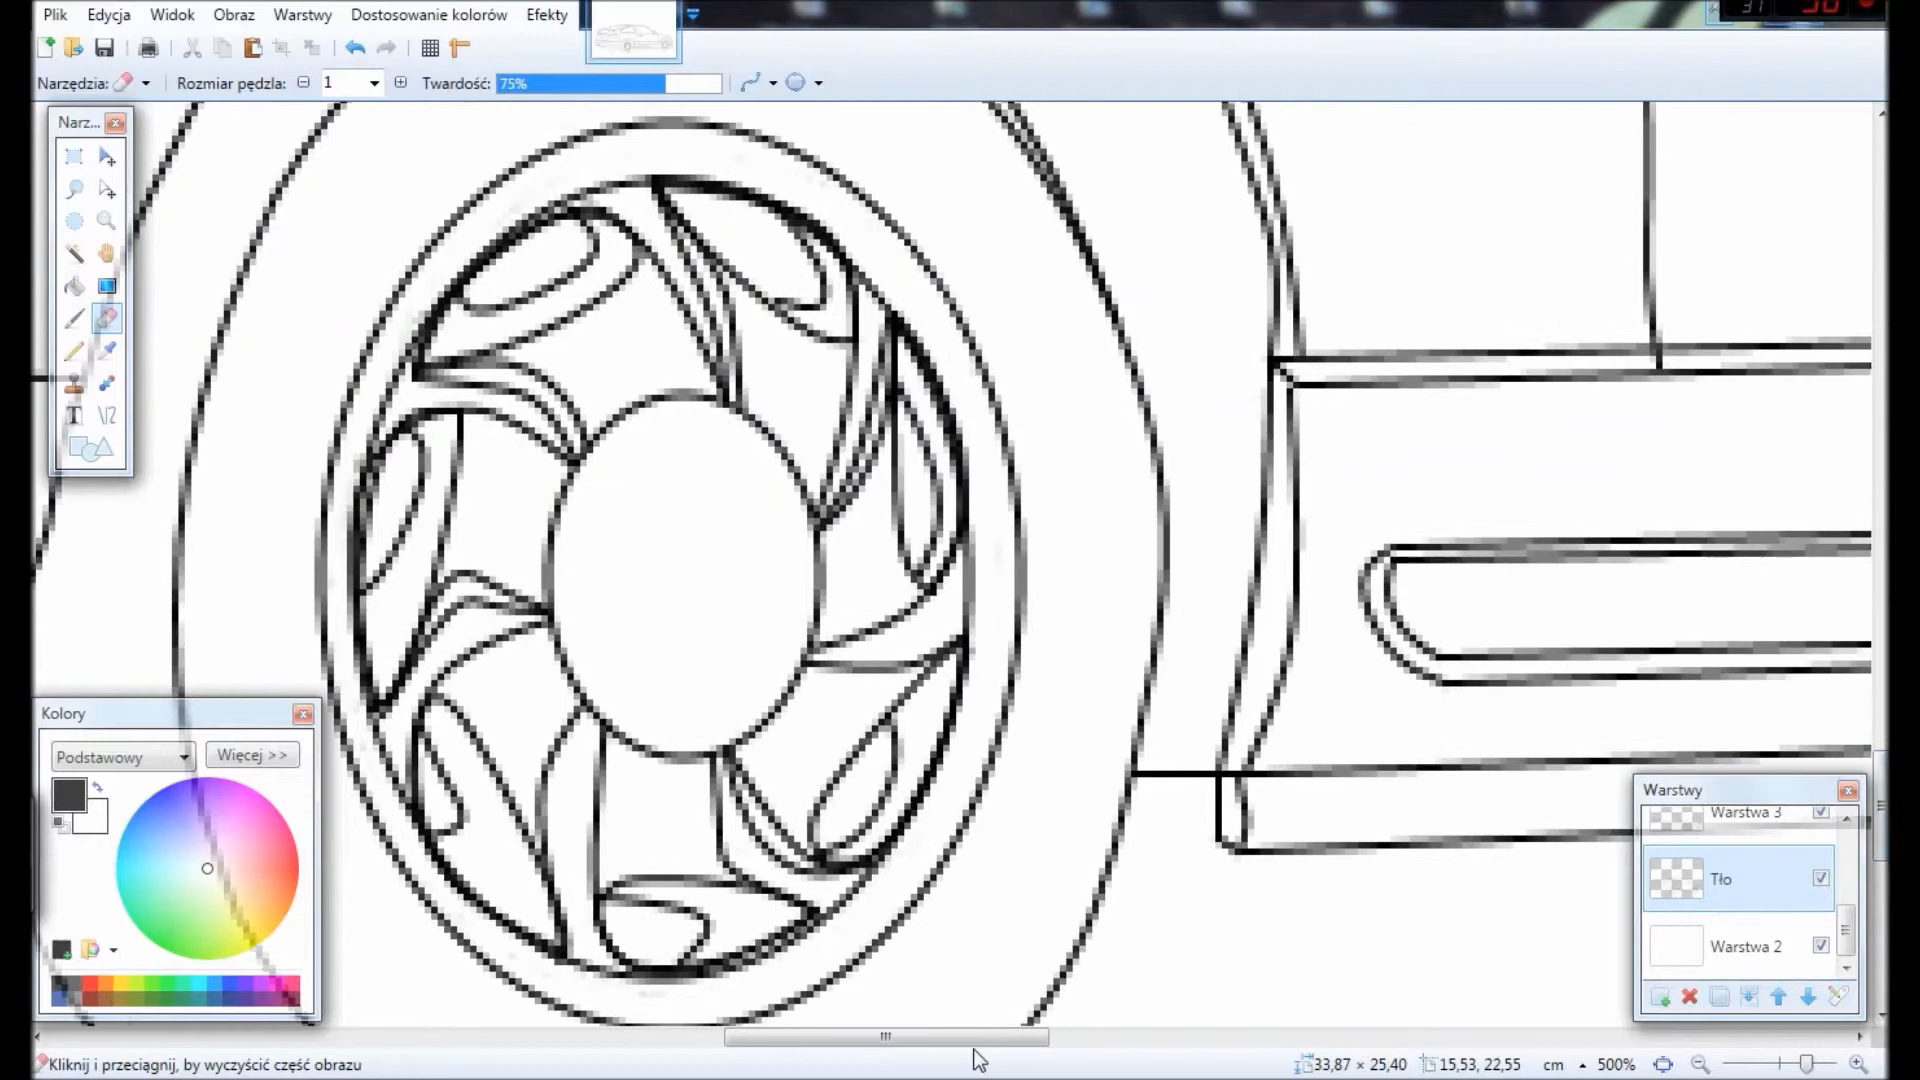 Plik Edycja Widok Obraz Warstwy Dostosowanie kolorów Efekty
Narzędzia: Rozmiar pędzla: 1 Twardość: 75%
Narz...
Kolory
Podstawowy Więcej >>
Warstwy
Warstwa 3
Tło
Warstwa 2
Kliknij i przeciągnij, by wyczyścić część obrazu 33,87 × 25,40 15,53, 22,55 cm 500%